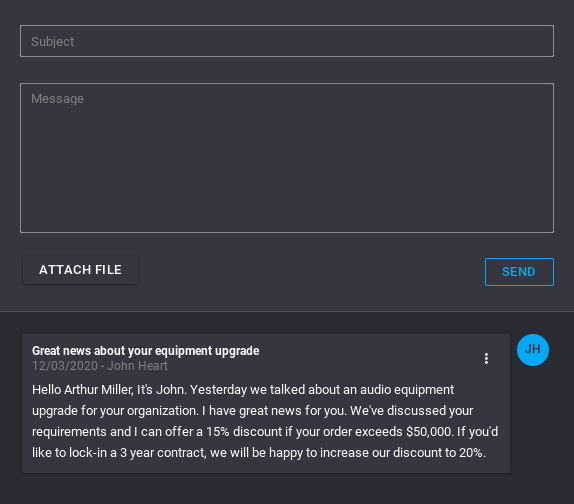 Subject
Message
ATTACH FILE
SEND
Great news about your equipment upgrade
12/03/2020 - John Heart
JH
Hello Arthur Miller, It's John. Yesterday we talked about an audio equipment
upgrade for your organization. I have great news for you. We've discussed your
requirements and I can offer a 15% discount if your order exceeds $50,000. If you'd
like to lock-in a 3 year contract, we will be happy to increase our discount to 20%.